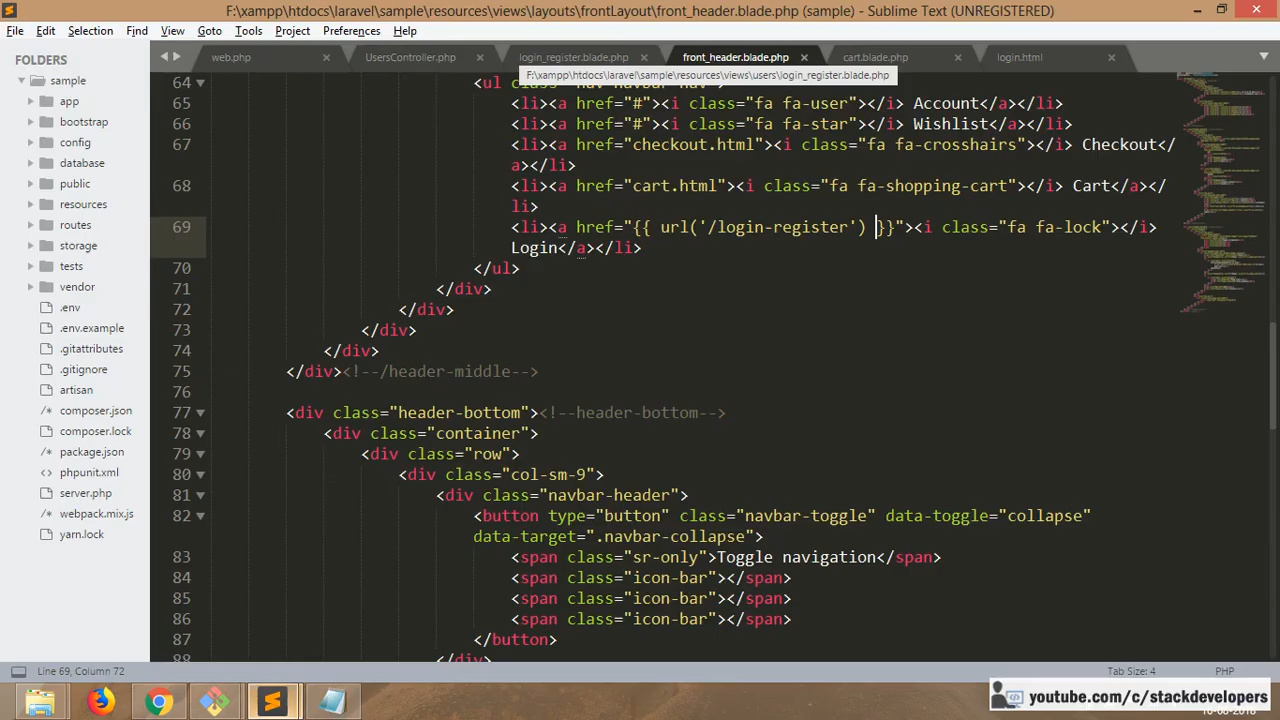 F:\xampp\htdocs\laravel\sample\resources\views\layouts\frontLayout\front_header.blade.php (sample) - Sublime Text (UNREGISTERED)
File Edit Selection Find View Goto Tools Project Preferences Help
FOLDERS
sample
app
bootstrap
config
database
public
resources
routes
storage
tests
vendor
.env
.env.example
.gitattributes
.gitignore
artisan
composer.json
composer.lock
package.json
phpunit.xml
server.php
webpack.mix.js
yarn.lock
web.php UsersController.php login_register.blade.php front_header.blade.php cart.blade.php login.html
F:\xampp\htdocs\laravel\sample\resources\views\users\login_register.blade.php
64 <ul class="nav navbar-nav">
65 <li><a href="#"><i class="fa fa-user"></i> Account</a></li>
66 <li><a href="#"><i class="fa fa-star"></i> Wishlist</a></li>
67 <li><a href="checkout.html"><i class="fa fa-crosshairs"></i> Checkout</
a></li>
68 <li><a href="cart.html"><i class="fa fa-shopping-cart"></i> Cart</a></
li>
69 <li><a href="{{ url('/login-register') }}"><i class="fa fa-lock"></i>
Login</a></li>
70 </ul>
71 </div>
72 </div>
73 </div>
74 </div>
75 </div><!--/header-middle-->
76
77 <div class="header-bottom"><!--header-bottom-->
78 <div class="container">
79 <div class="row">
80 <div class="col-sm-9">
81 <div class="navbar-header">
82 <button type="button" class="navbar-toggle" data-toggle="collapse"
data-target=".navbar-collapse">
83 <span class="sr-only">Toggle navigation</span>
84 <span class="icon-bar"></span>
85 <span class="icon-bar"></span>
86 <span class="icon-bar"></span>
87 </button>
88 </div>
Line 69, Column 72 Tab Size: 4 PHP
youtube.com/c/stackdevelopers